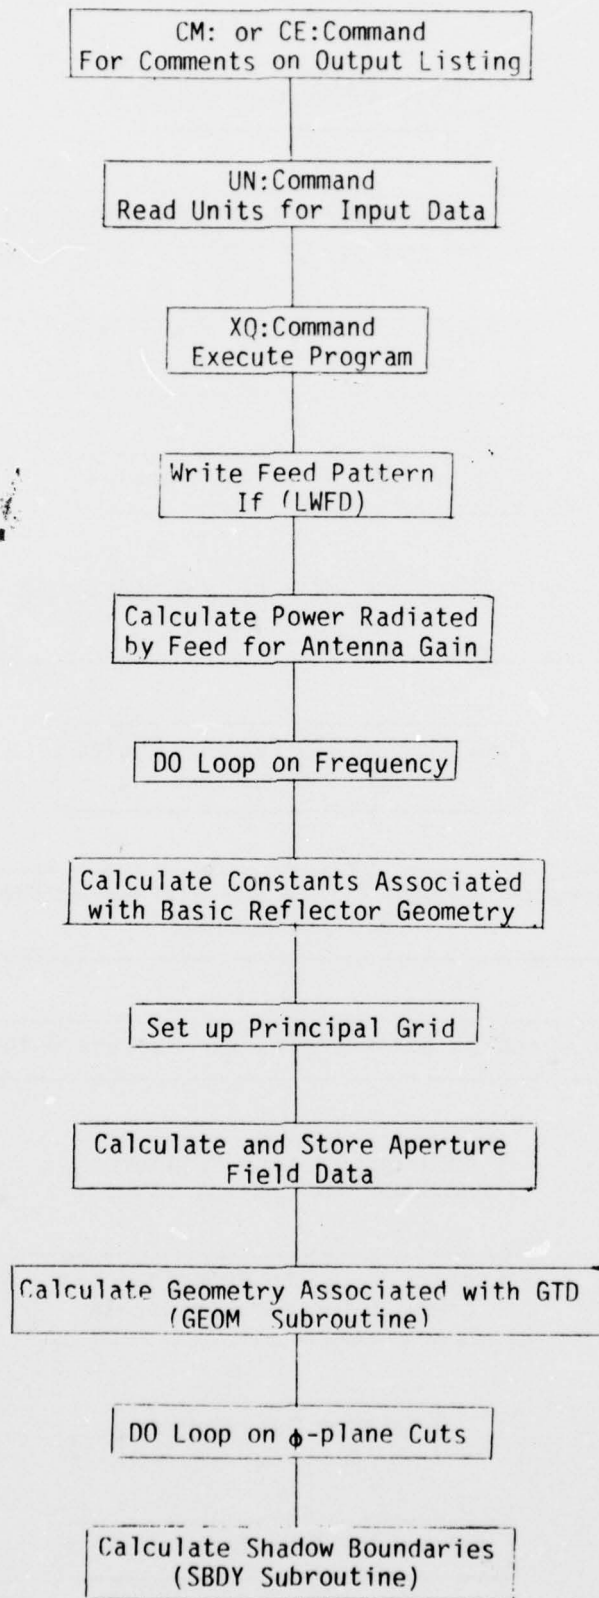 CM: or CE:Command
For Comments on Output Listing
UN:Command
Read Units for Input Data
XQ:Command
Execute Program
Write Feed Pattern
If (LWFD)
Calculate Power Radiated
by Feed for Antenna Gain
DO Loop on Frequency
Calculate Constants Associated
with Basic Reflector Geometry
Set up Principal Grid
Calculate and Store Aperture
Field Data
Calculate Geometry Associated with GTD
(GEOM Subroutine)
DO Loop on ϕ-plane Cuts
Calculate Shadow Boundaries
(SBDY Subroutine)